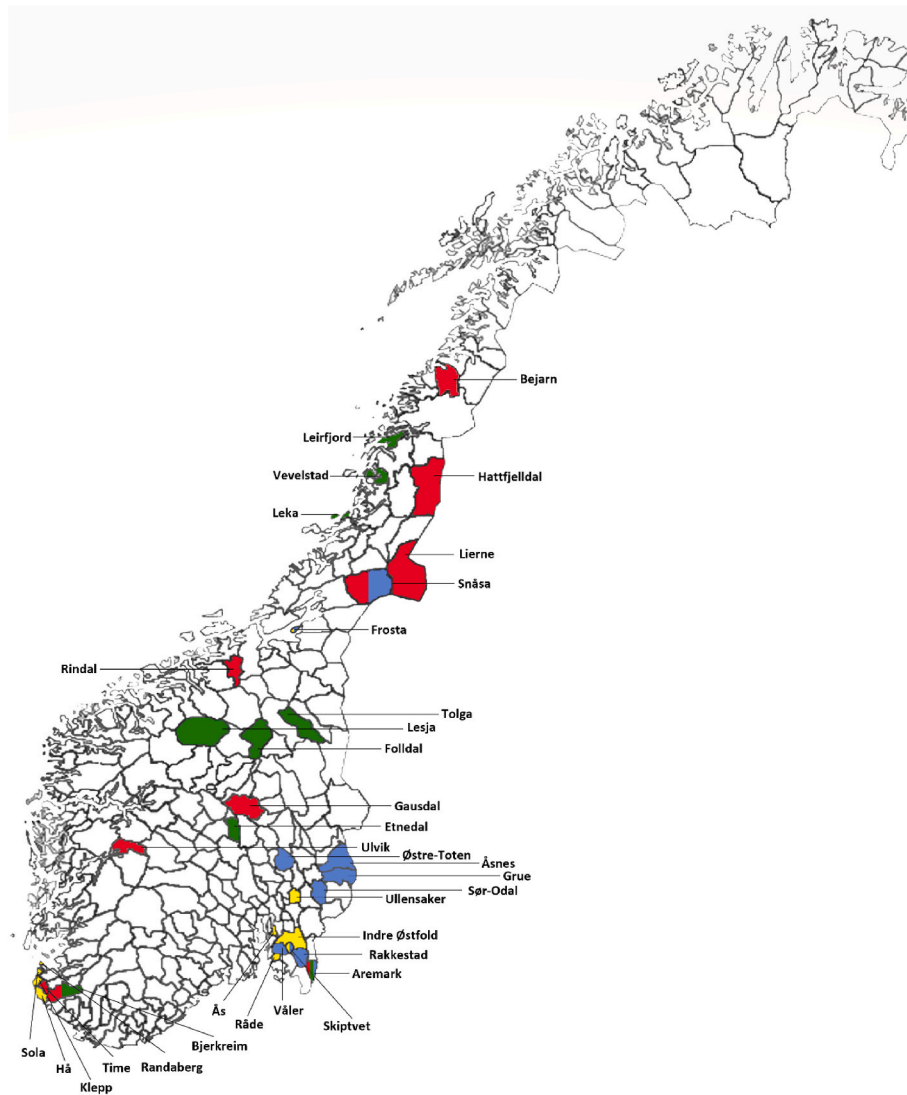 Bejarn
Leirfjord
Vevelstad
Hattfjelldal
Leka
Lierne
Snåsa
Frosta
Rindal
Tolga
Lesja
Folldal
Gausdal
Etnedal
Ulvik
Østre-Toten
Åsnes
Grue
Sør-Odal
Ullensaker
Indre Østfold
Rakkestad
Aremark
Ås
Råde
Våler
Skiptvet
Bjerkreim
Sola
Hå
Time
Randaberg
Klepp